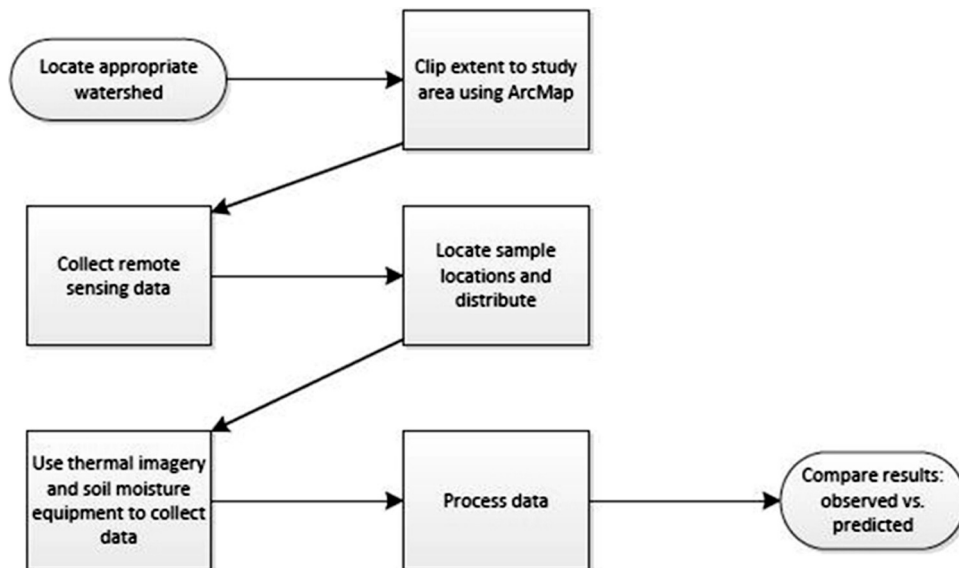 Locate appropriate
watershed
Clip extent to study
area using ArcMap
Collect remote
sensing data
Locate sample
locations and
distribute
Use thermal imagery
and soil moisture
equipment to collect
data
Process data
Compare results:
observed vs.
predicted